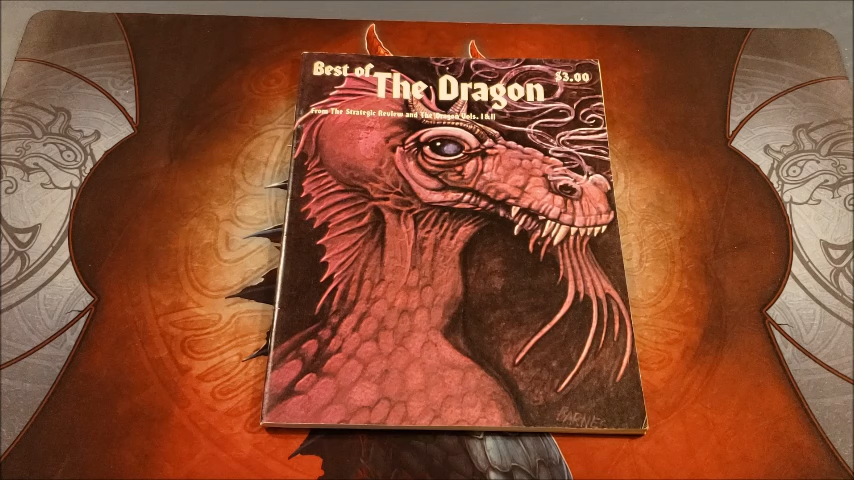 Best of
The Dragon
$3.00
From The Strategic Review and The Dragon Vols. I & II
BARNES